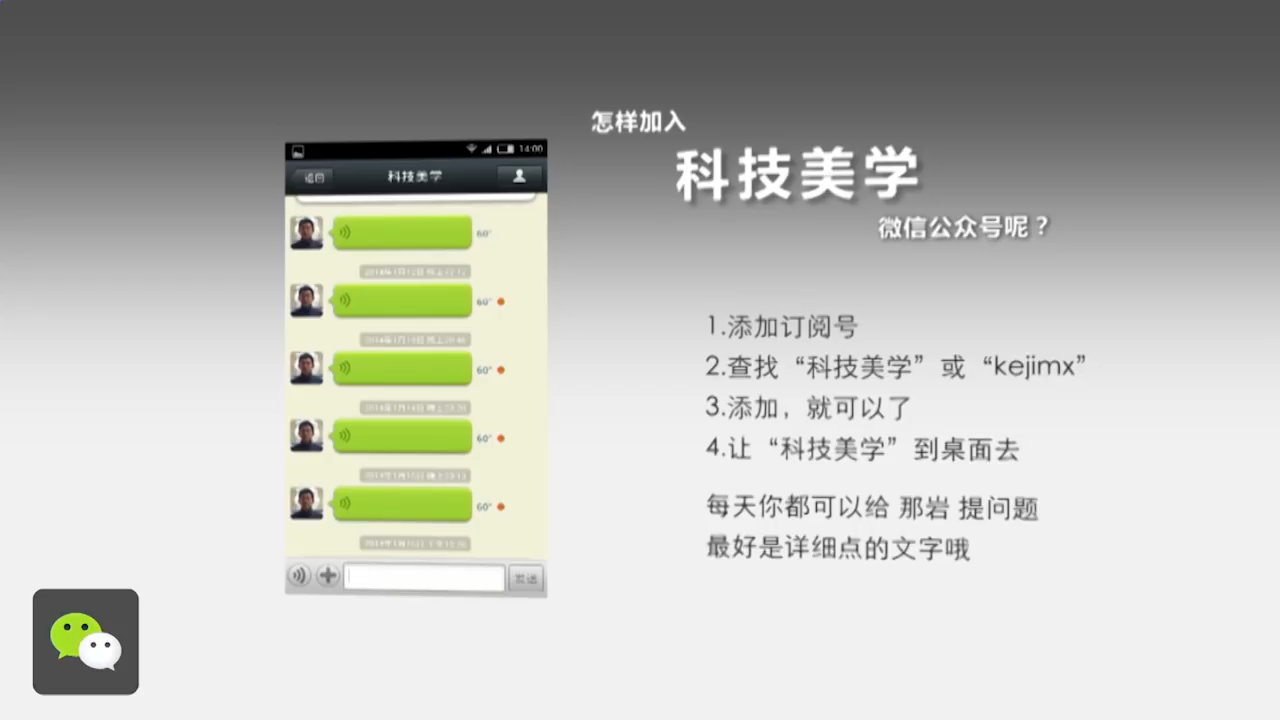 14:00
返回
科技美学
60"
60"
60"
60"
60"
发送
怎样加入
科技美学
微信公众号呢？
1.添加订阅号
2.查找“科技美学”或“kejimx”
3.添加，就可以了
4.让“科技美学”到桌面去
每天你都可以给 那岩 提问题
最好是详细点的文字哦